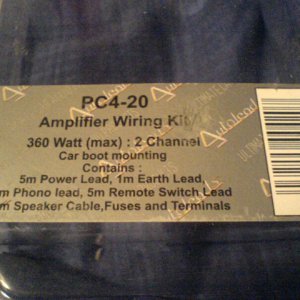 PC4-20
Amplifier Wiring Kit
360 Watt (max) : 2 Channel
Car boot mounting
Contains :
5m Power Lead, 1m Earth Lead,
m Phono lead, 5m Remote Switch Lead
m Speaker Cable,Fuses and Terminals
Autolead